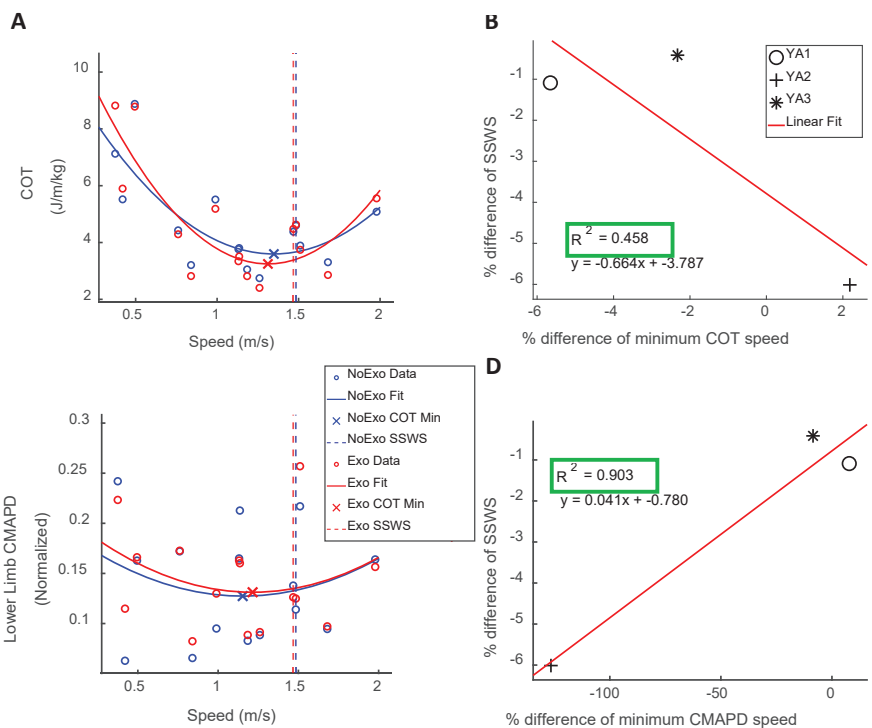 A
10
8
6
4
2
COT
(J/m/kg)
0.5
1
1.5
2
Speed (m/s)
B
-1
-2
-3
-4
-5
-6
% difference of SSWS
YA1
YA2
YA3
Linear Fit
R 2 = 0.458
y = -0.664x + -3.787
-6
-4
-2
0
2
% difference of minimum COT speed
NoExo Data
NoExo Fit
NoExo COT Min
NoExo SSWS
Exo Data
Exo Fit
Exo COT Min
Exo SSWS
0.3
0.25
0.2
0.15
0.1
Lower Limb CMAPD
(Normalized)
0.5
1
1.5
2
Speed (m/s)
D
-1
-2
-3
-4
-5
-6
% difference of SSWS
R 2 = 0.903
y = 0.041x + -0.780
-100
-50
0
% difference of minimum CMAPD speed